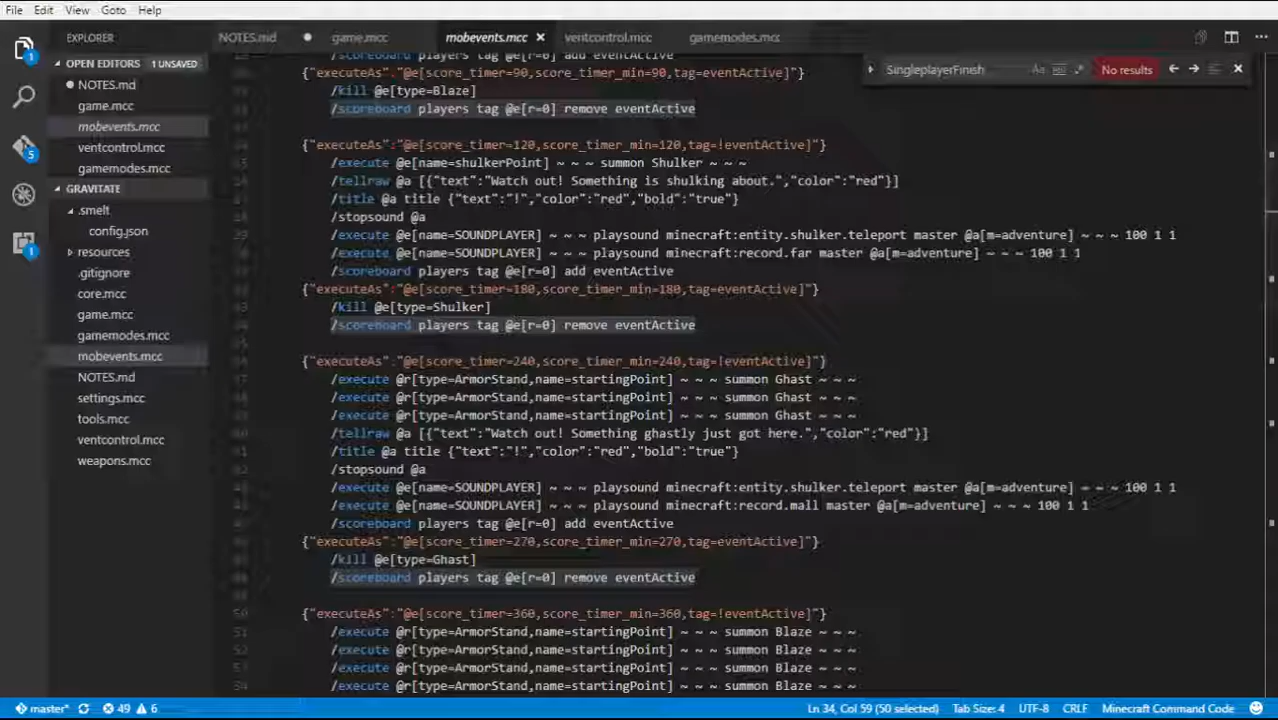 File Edit View Goto Help
EXPLORER
NOTES.md game.mcc mobevents.mcc ventcontrol.mcc gamemodes.mcc
OPEN EDITORS 1 UNSAVED
NOTES.md
game.mcc
mobevents.mcc
ventcontrol.mcc
gamemodes.mcc
GRAVITATE
.smelt
config.json
resources
.gitignore
core.mcc
game.mcc
gamemodes.mcc
mobevents.mcc
NOTES.md
settings.mcc
tools.mcc
ventcontrol.mcc
weapons.mcc
1
5
1
SingleplayerFinish Aa No results
/scoreboard players tag @e[r=0] add eventActive
{"executeAs":"@e[score_timer=90,score_timer_min=90,tag=eventActive]"}
/kill @e[type=Blaze]
/scoreboard players tag @e[r=0] remove eventActive
{"executeAs":"@e[score_timer=120,score_timer_min=120,tag=!eventActive]"}
/execute @e[name=shulkerPoint] ~ ~ ~ summon Shulker ~ ~ ~
/tellraw @a [{"text":"Watch out! Something is shulking about.","color":"red"}]
/title @a title {"text":"!","color":"red","bold":"true"}
/stopsound @a
/execute @e[name=SOUNDPLAYER] ~ ~ ~ playsound minecraft:entity.shulker.teleport master @a[m=adventure] ~ ~ ~ 100 1 1
/execute @e[name=SOUNDPLAYER] ~ ~ ~ playsound minecraft:record.far master @a[m=adventure] ~ ~ ~ 100 1 1
/scoreboard players tag @e[r=0] add eventActive
{"executeAs":"@e[score_timer=180,score_timer_min=180,tag=eventActive]"}
/kill @e[type=Shulker]
/scoreboard players tag @e[r=0] remove eventActive
{"executeAs":"@e[score_timer=240,score_timer_min=240,tag=!eventActive]"}
/execute @r[type=ArmorStand,name=startingPoint] ~ ~ ~ summon Ghast ~ ~ ~
/execute @r[type=ArmorStand,name=startingPoint] ~ ~ ~ summon Ghast ~ ~ ~
/execute @r[type=ArmorStand,name=startingPoint] ~ ~ ~ summon Ghast ~ ~ ~
/tellraw @a [{"text":"Watch out! Something ghastly just got here.","color":"red"}]
/title @a title {"text":"!","color":"red","bold":"true"}
/stopsound @a
/execute @e[name=SOUNDPLAYER] ~ ~ ~ playsound minecraft:entity.shulker.teleport master @a[m=adventure] ~ ~ ~ 100 1 1
/execute @e[name=SOUNDPLAYER] ~ ~ ~ playsound minecraft:record.mall master @a[m=adventure] ~ ~ ~ 100 1 1
/scoreboard players tag @e[r=0] add eventActive
{"executeAs":"@e[score_timer=270,score_timer_min=270,tag=eventActive]"}
/kill @e[type=Ghast]
/scoreboard players tag @e[r=0] remove eventActive
{"executeAs":"@e[score_timer=360,score_timer_min=360,tag=!eventActive]"}
/execute @r[type=ArmorStand,name=startingPoint] ~ ~ ~ summon Blaze ~ ~ ~
/execute @r[type=ArmorStand,name=startingPoint] ~ ~ ~ summon Blaze ~ ~ ~
/execute @r[type=ArmorStand,name=startingPoint] ~ ~ ~ summon Blaze ~ ~ ~
/execute @r[type=ArmorStand,name=startingPoint] ~ ~ ~ summon Blaze ~ ~ ~
master* 49 6 Ln 34, Col 59 (50 selected) Tab Size: 4 UTF-8 CRLF Minecraft Command Code